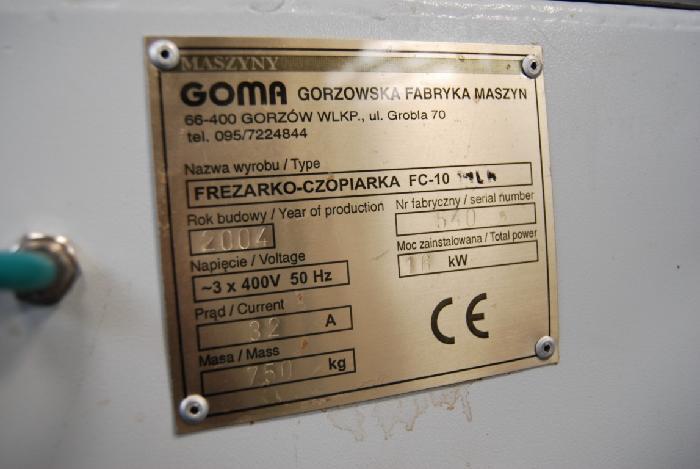 MASZYNY
GOMA GORZOWSKA FABRYKA MASZYN
66-400 GORZÓW WLKP., ul. Grobla 70
tel. 095/7224844
Nazwa wyrobu / Type
FREZARKO-CZOPIARKA FC-10
Rok budowy / Year of production
2004
Nr fabryczny / serial number
Napięcie / Voltage
~3 x 400V 50 Hz
Moc zainstalowana / Total power
kW
Prąd / Current
32 A
Masa / Mass
750 kg
CE